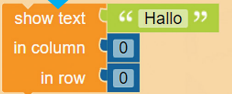 show text “ Hallo ”
in column 0
in row 0